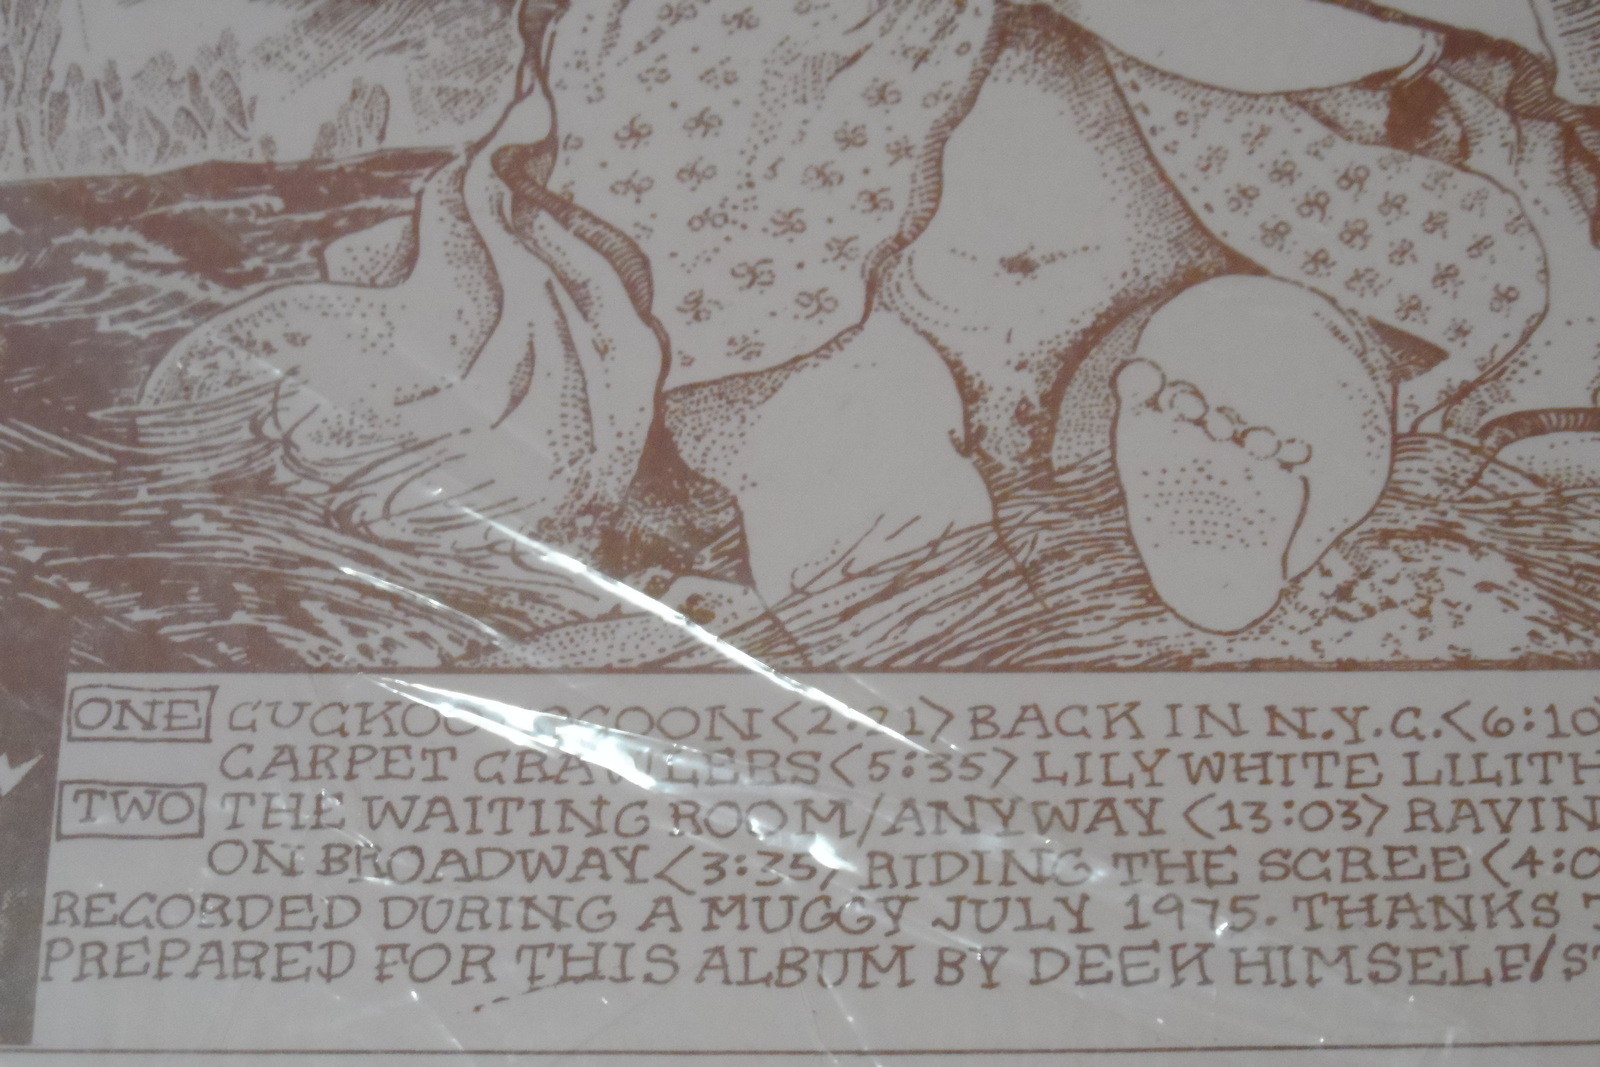 ONE CUCKOO COCOON <2:21> BACK IN N.Y.C. <6:10
CARPET CRAWLERS <5:35> LILY WHITE LILITH
TWO THE WAITING ROOM/ANYWAY <13:03> RAVIN
ON BROADWAY <3:35> RIDING THE SCREE <4:0
RECORDED DURING A MUGGY JULY 1975. THANKS T
PREPARED FOR THIS ALBUM BY DEEK HIMSELF/ST